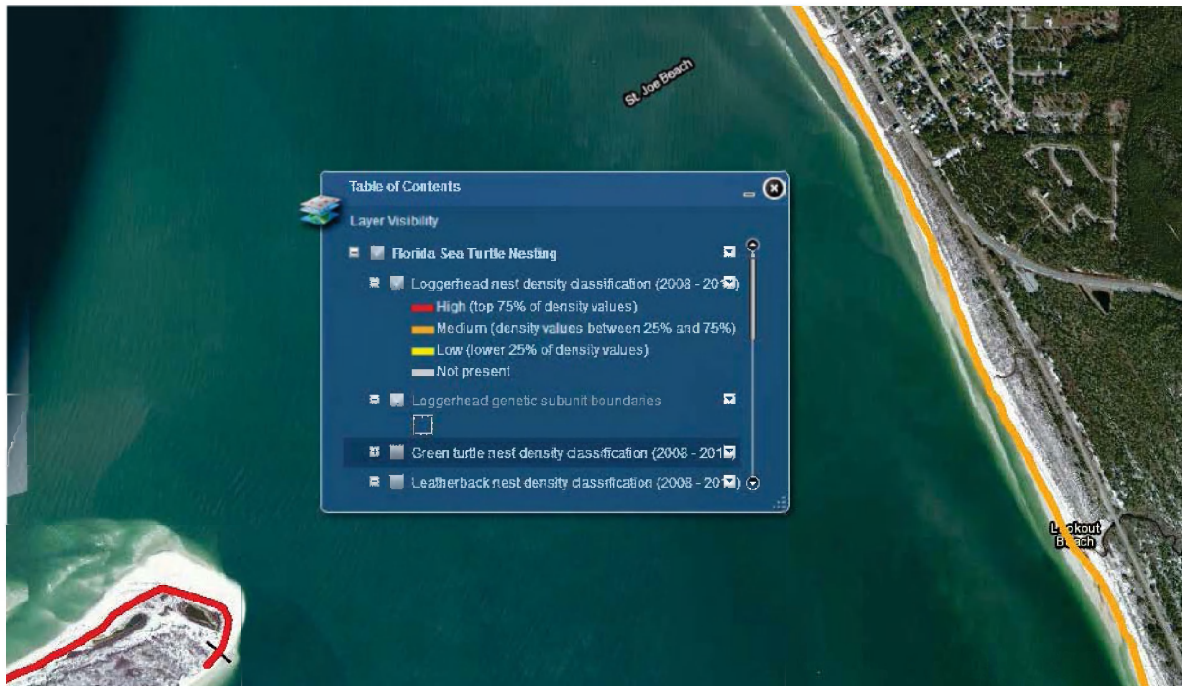 St. Joe Beach
Table of Contents
Layer Visibility
Florida Sea Turtle Nesting
Loggerhead nest density classification (2008 - 20
High (top 75% of density values)
Medium (density values between 25% and 75%)
Low (lower 25% of density values)
Not present
Loggerhead genetic subunit boundaries
Green turtle nest density classification (2008 - 201
Leatherback nest density classification (2008 - 20
Lookout
Beach